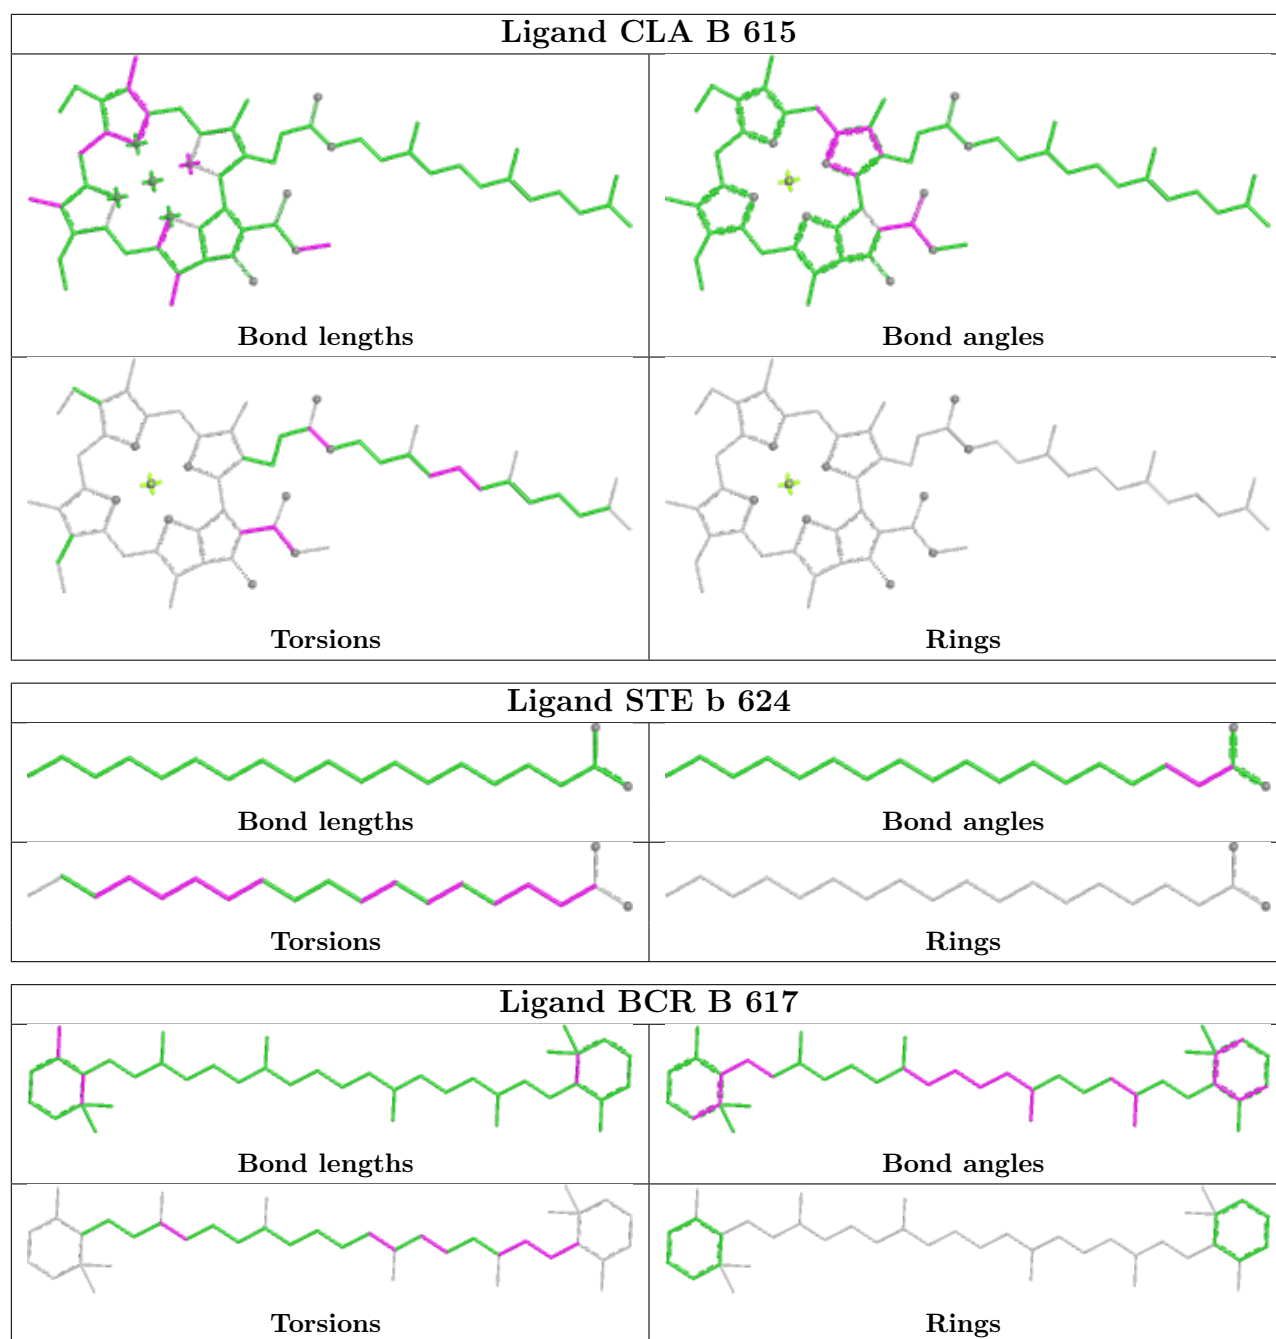 Ligand CLA B 615
Bond lengths
Bond angles
Torsions
Rings
Ligand STE b 624
Bond lengths
Bond angles
Torsions
Rings
Ligand BCR B 617
Bond lengths
Bond angles
Torsions
Rings